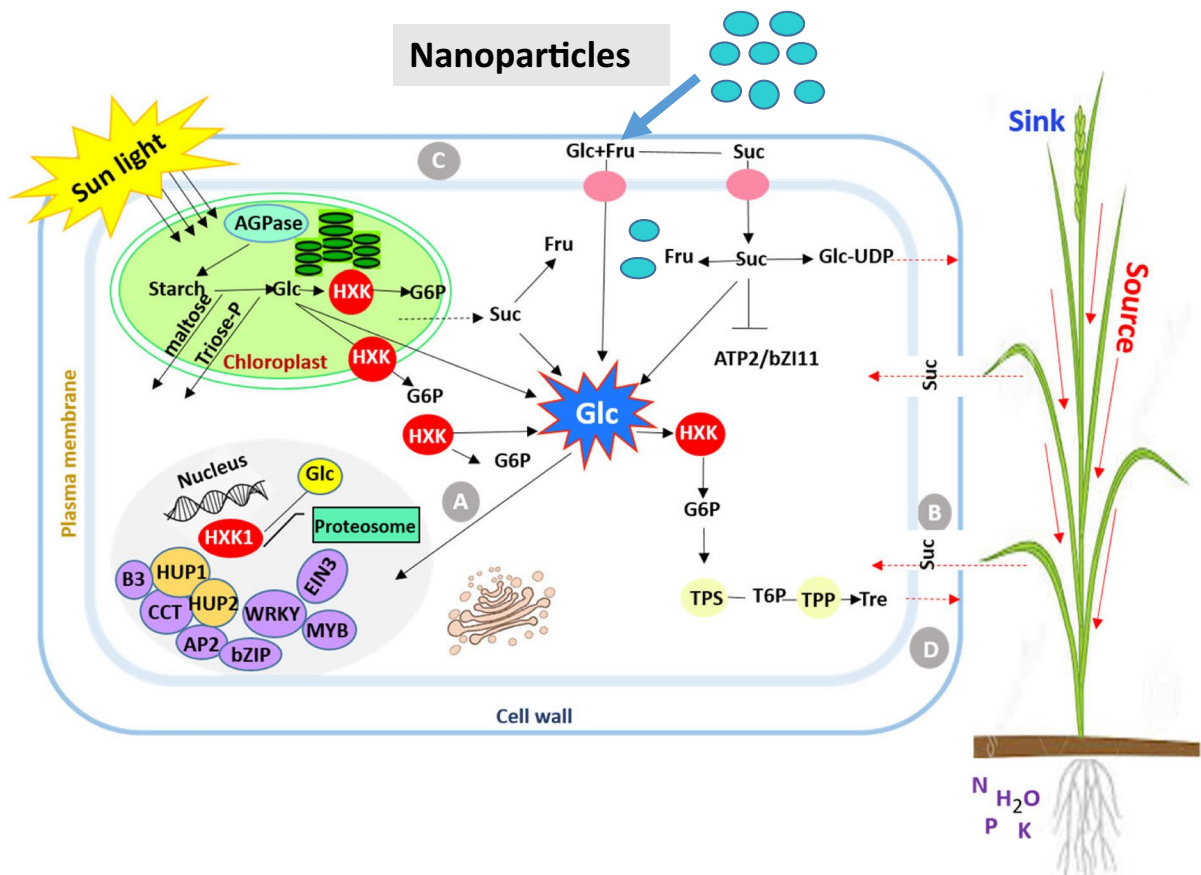 Nanoparticles
Sun light
C
Glc+Fru
Suc
Sink
AGPase
Fru
Fru
Suc
Glc-UDP
Source
Starch
Glc
HXK
G6P
maltose
Triose-P
Suc
Chloroplast
HXK
ATP2/bZI11
Suc
G6P
Glc
HXK
HXK
G6P
Plasma membrane
Nucleus
Glc
A
G6P
B
HXK1
Proteosome
Suc
B3
HUP1
EIN3
CCT
HUP2
WRKY
MYB
AP2
bZIP
TPS
T6P
TPP
Tre
D
Cell wall
N
H2O
P
K